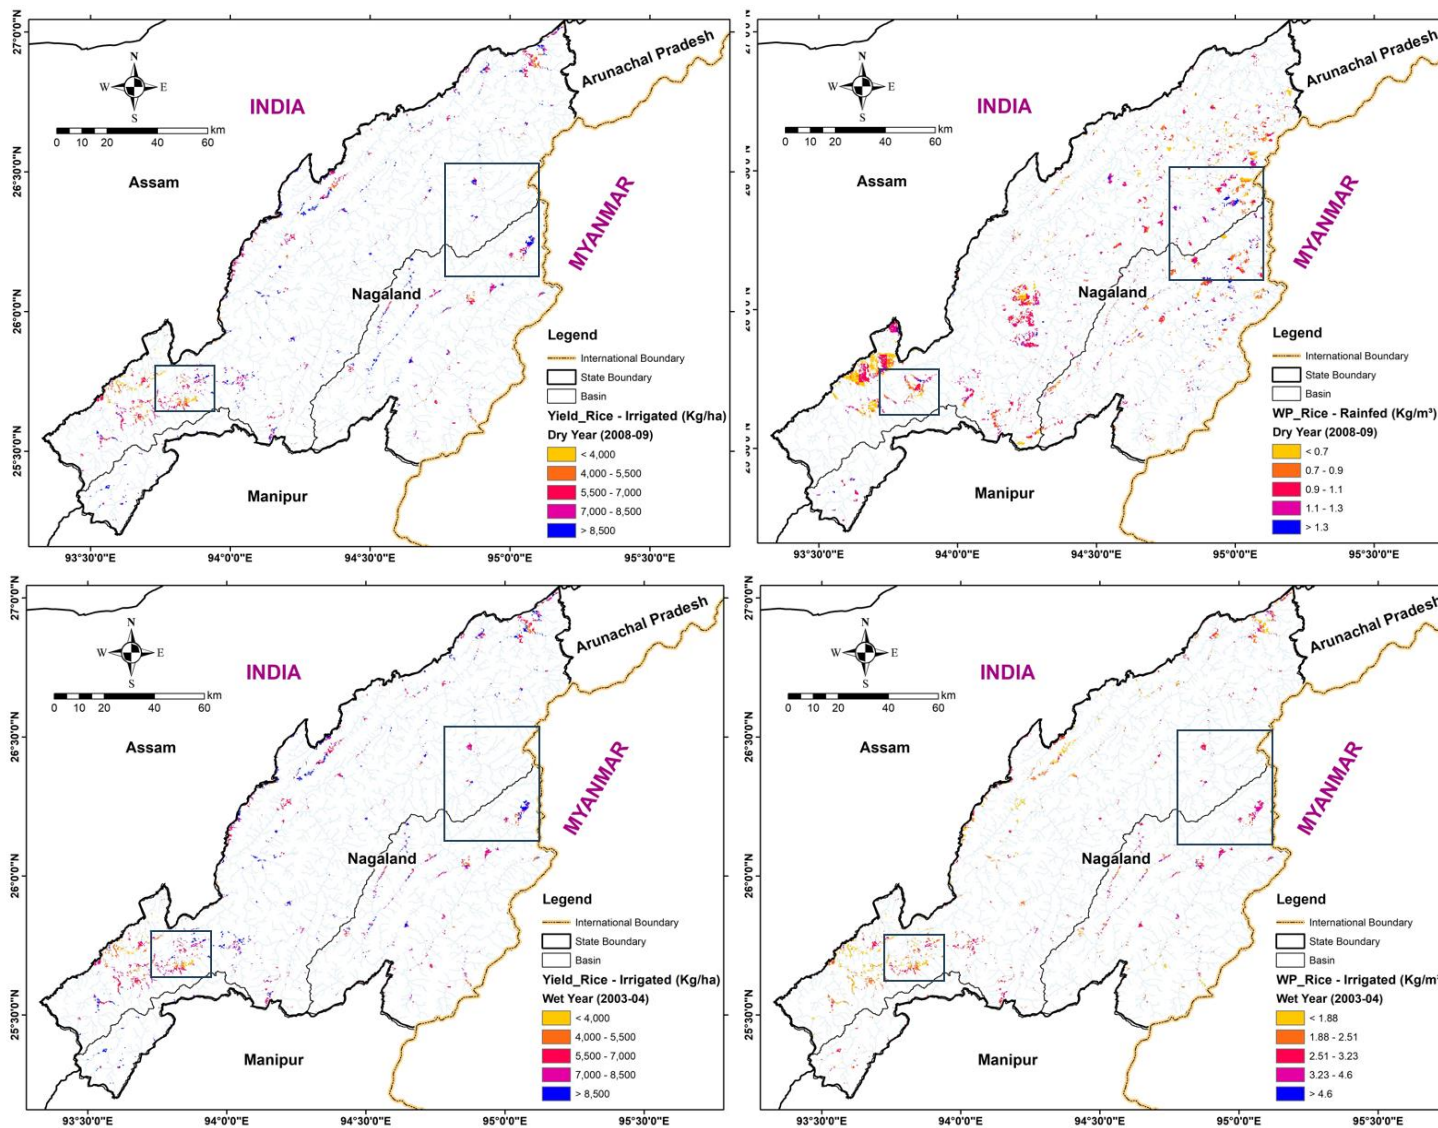 27°0'0"N
N
W
E
S
km
0 20 40 60
INDIA
Arunachal Pradesh
Assam
26°30'0"N
MYANMAR
Nagaland
26°0'0"N
Legend
International Boundary
State Boundary
Basin
Yield_Rice - Irrigated (Kg/ha)
Dry Year (2008-09)
< 4,000
4,000 - 5,500
5,500 - 7,000
7,000 - 8,500
> 8,500
25°30'0"N
Manipur
93°30'0"E 94°0'0"E 94°30'0"E 95°0'0"E 95°30'0"E
N
W
E
S
km
0 20 40 60
INDIA
Arunachal Pradesh
Assam
MYANMAR
Nagaland
Legend
International Boundary
State Boundary
Basin
WP_Rice - Rainfed (Kg/m³)
Dry Year (2008-09)
< 0.7
0.7 - 0.9
0.9 - 1.1
1.1 - 1.3
> 1.3
Manipur
93°30'0"E 94°0'0"E 94°30'0"E 95°0'0"E 95°30'0"E
27°0'0"N
N
W
E
S
km
0 20 40 60
INDIA
Arunachal Pradesh
Assam
26°30'0"N
MYANMAR
Nagaland
26°0'0"N
Legend
International Boundary
State Boundary
Basin
Yield_Rice - Irrigated (Kg/ha)
Wet Year (2003-04)
< 4,000
4,000 - 5,500
5,500 - 7,000
7,000 - 8,500
> 8,500
25°30'0"N
Manipur
93°30'0"E 94°0'0"E 94°30'0"E 95°0'0"E 95°30'0"E
27°0'0"N
N
W
E
S
km
0 20 40 60
INDIA
Arunachal Pradesh
Assam
26°30'0"N
MYANMAR
Nagaland
26°0'0"N
Legend
International Boundary
State Boundary
Basin
WP_Rice - Irrigated (Kg/m³
Wet Year (2003-04)
< 1.88
1.88 - 2.51
2.51 - 3.23
3.23 - 4.6
> 4.6
25°30'0"N
Manipur
93°30'0"E 94°0'0"E 94°30'0"E 95°0'0"E 95°30'0"E